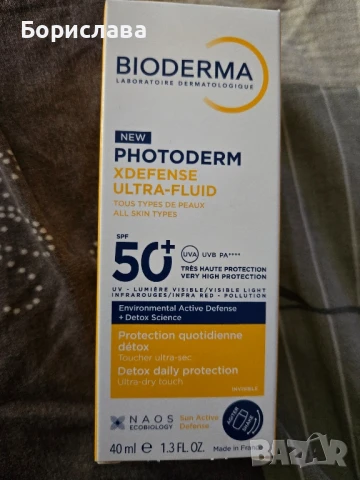 Борислава
BIODERMA
LABORATOIRE DERMATOLOGIQUE
NEW
PHOTODERM
XDEFENSE
ULTRA-FLUID
TOUS TYPES DE PEAUX
ALL SKIN TYPES
SPF
50+
UVA UVB PA++++
TRÈS HAUTE PROTECTION
VERY HIGH PROTECTION
UV - LUMIÈRE VISIBLE/VISIBLE LIGHT
INFRAROUGES/INFRA RED - POLLUTION
Environmental Active Defense
+ Detox Science
Protection quotidienne
détox
Toucher ultra-sec
Detox daily protection
Ultra-dry touch
INVISIBLE
NAOS
ECOBIOLOGY
Sun Active
Defense
AGITER
SHAKE
40 ml e 1.3 FL.OZ.
Made in France
bazar